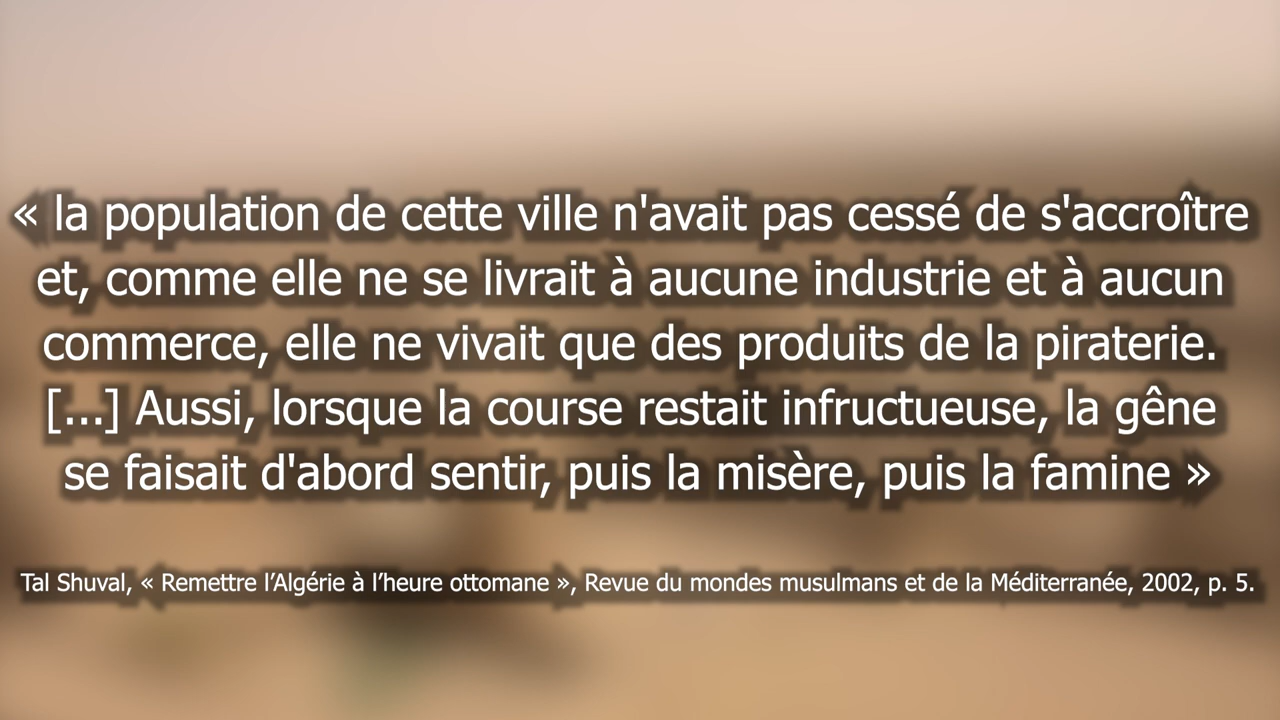 « la population de cette ville n'avait pas cessé de s'accroître
et, comme elle ne se livrait à aucune industrie et à aucun
commerce, elle ne vivait que des produits de la piraterie.
[...] Aussi, lorsque la course restait infructueuse, la gêne
se faisait d'abord sentir, puis la misère, puis la famine »
Tal Shuval, « Remettre l’Algérie à l’heure ottomane », Revue du mondes musulmans et de la Méditerranée, 2002, p. 5.